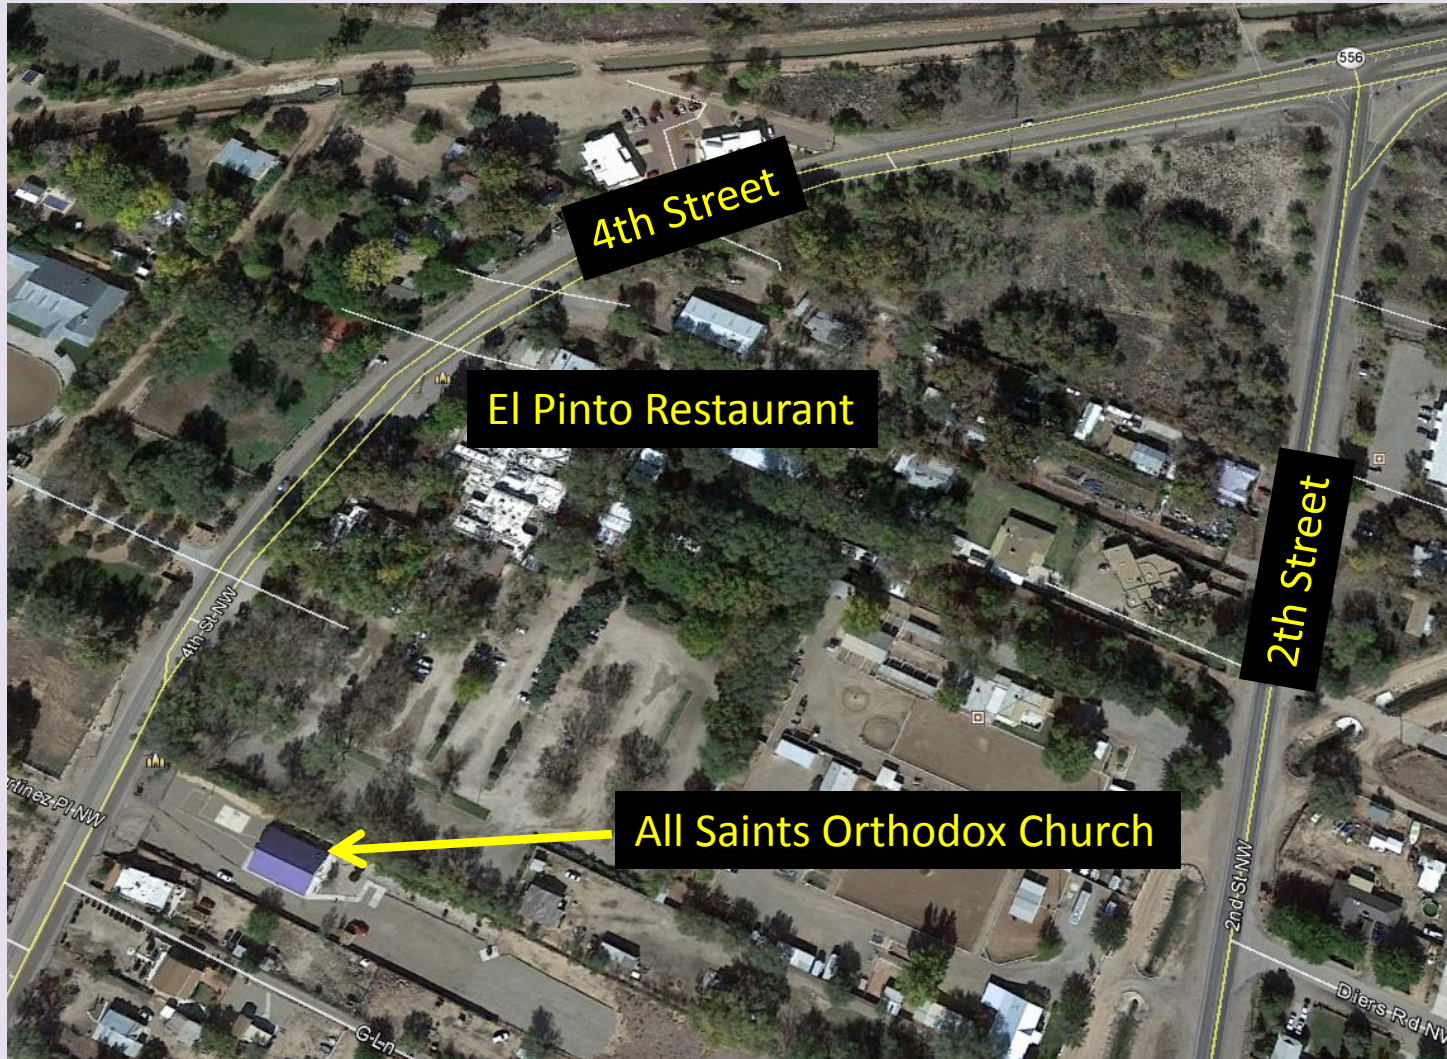 556
4th Street
El Pinto Restaurant
2th Street
4th St NW
All Saints Orthodox Church
Pl NW
2nd St NW
Diers Rd
G Ln